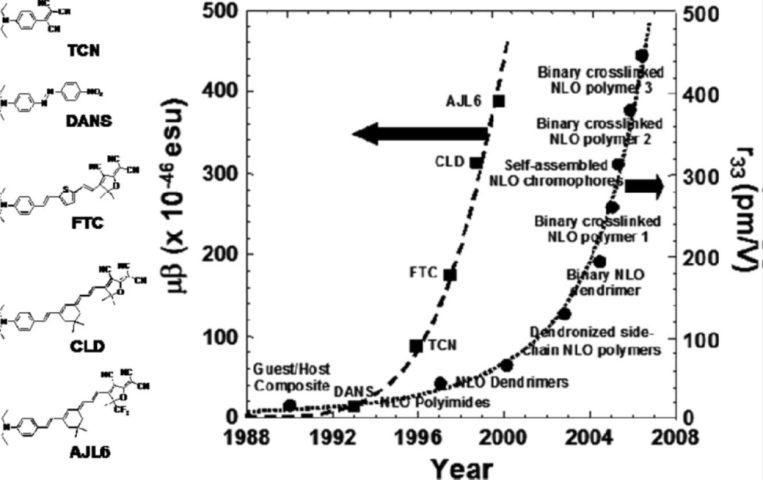 TCN
DANS
FTC
CLD
AJL6
μβ (x 10⁻⁴⁶ esu)
500
400
300
200
100
0
AJL6
CLD
FTC
TCN
DANS
Guest/Host
Composite
NLO Polyimides
NLO Dendrimers
Dendronized side-
chain NLO polymers
Binary NLO
dendrimer
Binary crosslinked
NLO polymer 1
Self-assembled
NLO chromophores
Binary crosslinked
NLO polymer 2
Binary crosslinked
NLO polymer 3
500
400
300
200
100
0
r₃₃ (pm/V)
1988 1992 1996 2000 2004 2008
Year